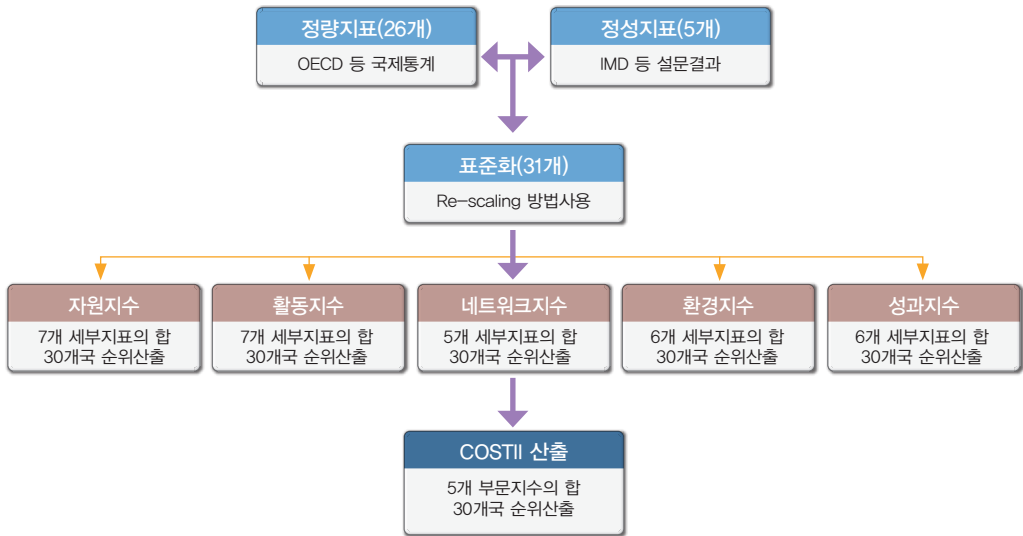 정량지표(26개)
OECD 등 국제통계
정성지표(5개)
IMD 등 설문결과
표준화(31개)
Re-scaling 방법사용
자원지수
7개 세부지표의 합
30개국 순위산출
활동지수
7개 세부지표의 합
30개국 순위산출
네트워크지수
5개 세부지표의 합
30개국 순위산출
환경지수
6개 세부지표의 합
30개국 순위산출
성과지수
6개 세부지표의 합
30개국 순위산출
COSTII 산출
5개 부문지수의 합
30개국 순위산출